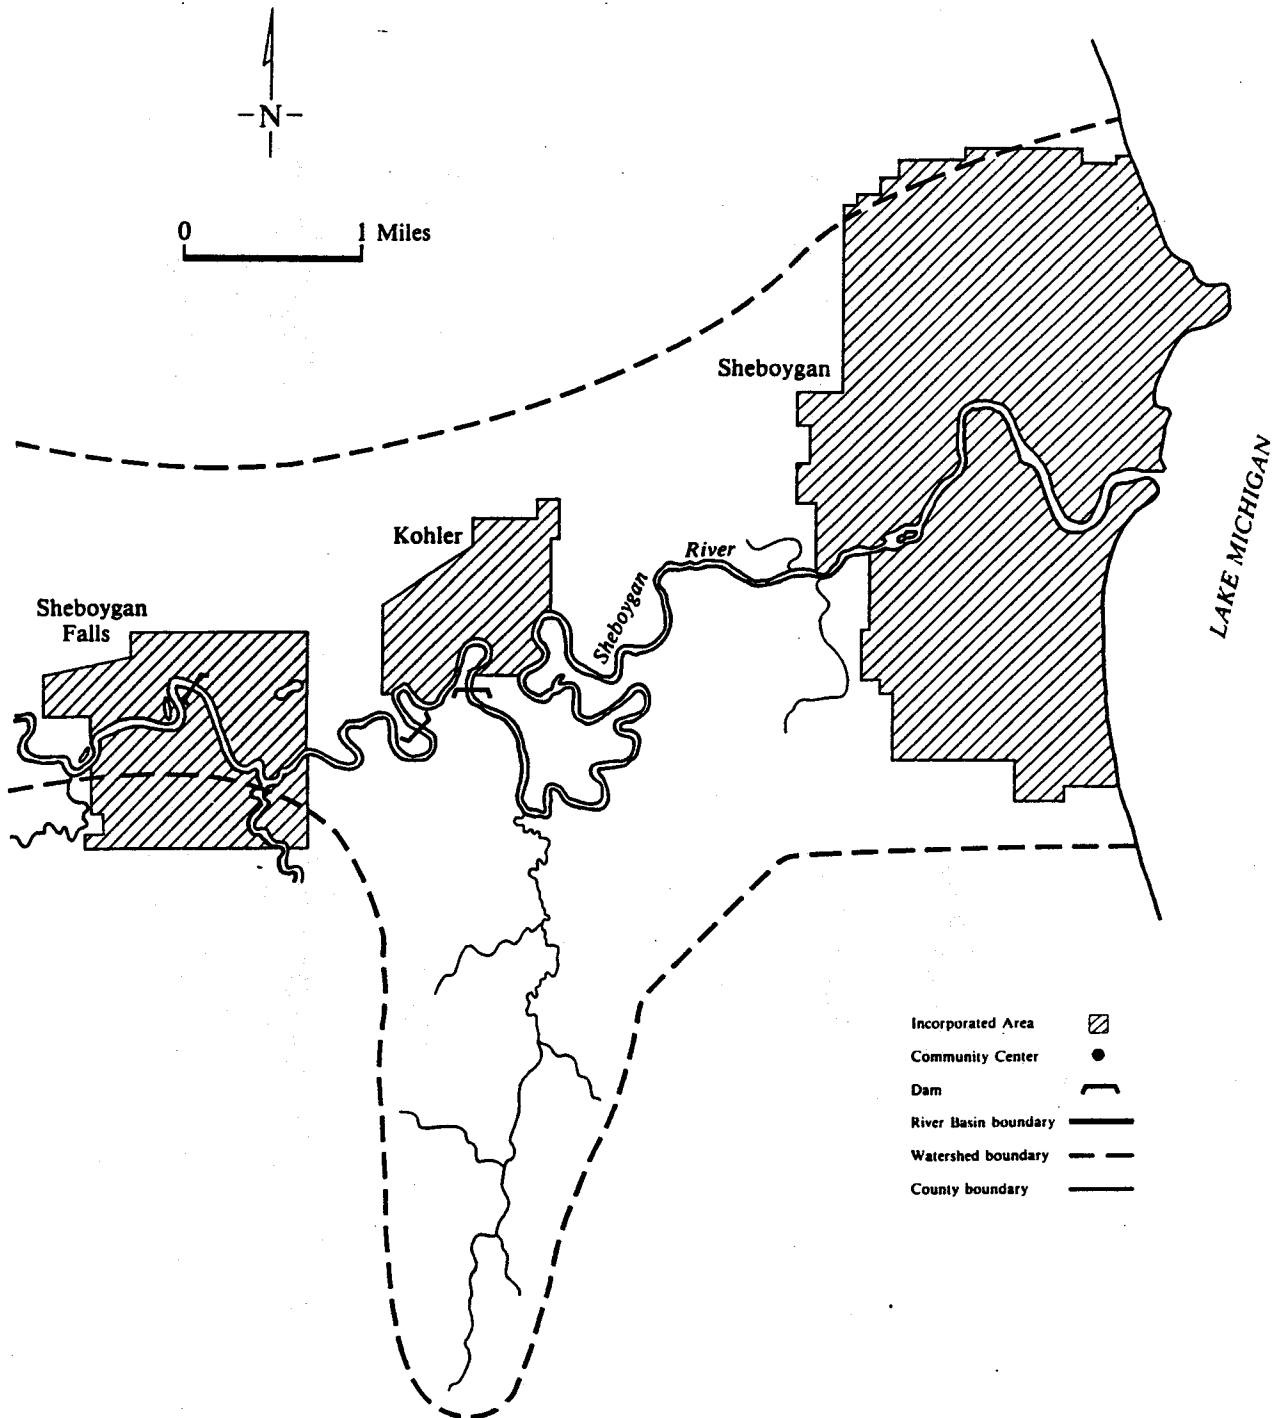 -N-
0 1 Miles
Sheboygan
Kohler
River
Sheboygan
Sheboygan
Falls
LAKE MICHIGAN
Incorporated Area
Community Center
Dam
River Basin boundary
Watershed boundary
County boundary